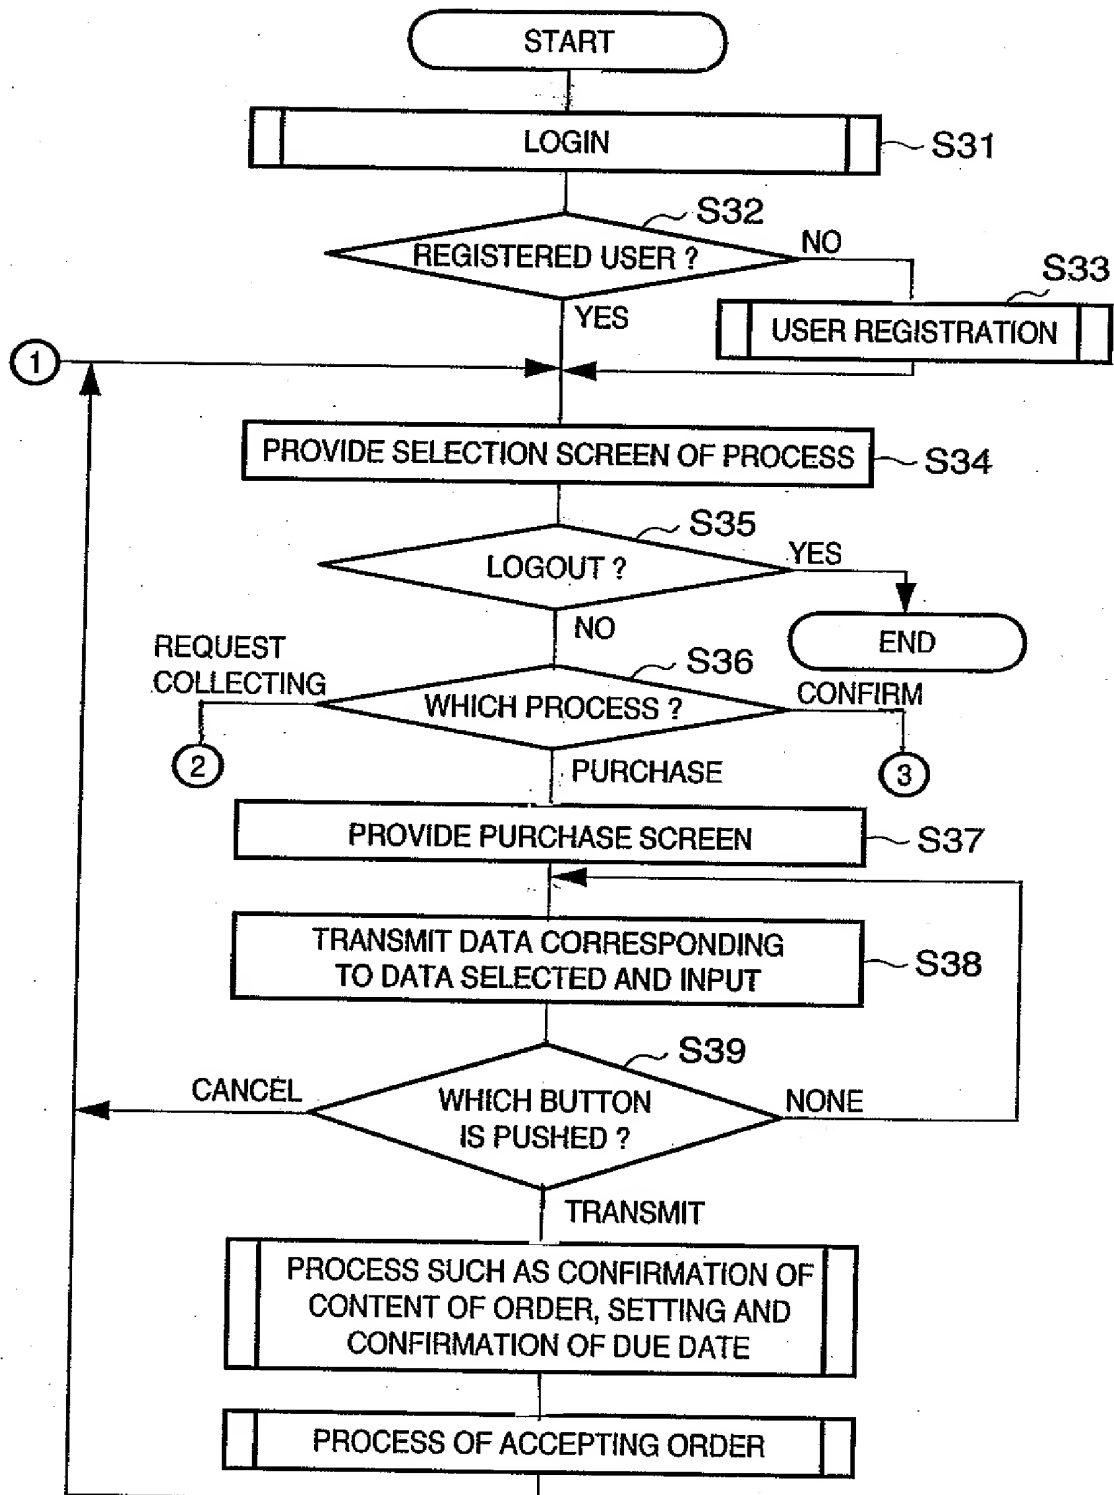 START
LOGIN
S31
S32
REGISTERED USER ?
NO
S33
YES
USER REGISTRATION
1
PROVIDE SELECTION SCREEN OF PROCESS
S34
S35
LOGOUT ?
YES
NO
END
REQUEST
COLLECTING
S36
WHICH PROCESS ?
CONFIRM
2
3
PURCHASE
PROVIDE PURCHASE SCREEN
S37
TRANSMIT DATA CORRESPONDING
TO DATA SELECTED AND INPUT
S38
S39
CANCEL
WHICH BUTTON
IS PUSHED ?
NONE
TRANSMIT
PROCESS SUCH AS CONFIRMATION OF
CONTENT OF ORDER, SETTING AND
CONFIRMATION OF DUE DATE
PROCESS OF ACCEPTING ORDER